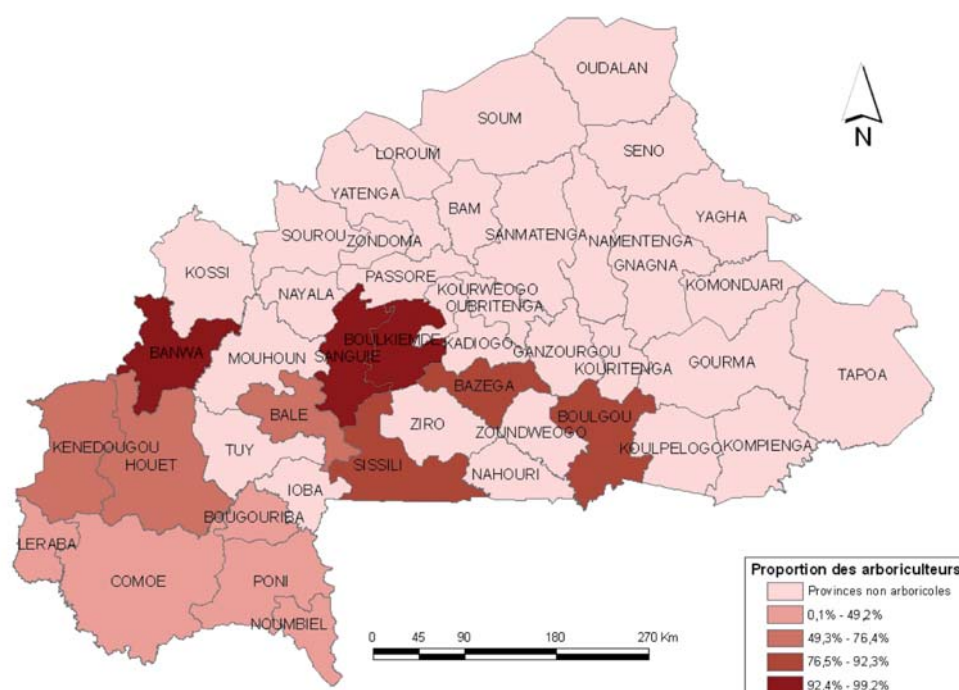 OUDALAN
SOUM
N
LOROUM
SENO
YATENGA
BAM
YAGHA
SOUROU
ZONDOMA
SANMATENGA
NAMENTENGA
KOSSI
GNAGNA
PASSORE
KOMONDJARI
NAYALA
KOURWEOGO
OUBRITENGA
BANWA
MOUHOUN
SANGUIE
BOULKIEMDE
KADIOGO
GANZOURGOU
KOURITENGA
GOURMA
TAPOA
BAZEGA
BALE
BOULGOU
ZIRO
KENEDOUGOU
HOUET
TUY
ZOUNDWEOGO
KOULPELOGO
KOMPIENGA
SISSILI
NAHOURI
IOBA
BOUGOURIBA
LERABA
COMOE
PONI
NOUMBIEL
0 45 90 180 270 Km
Proportion des arboriculteurs
Provinces non arboricoles
0,1% - 49,2%
49,3% - 76,4%
76,5% - 92,3%
92,4% - 99,2%